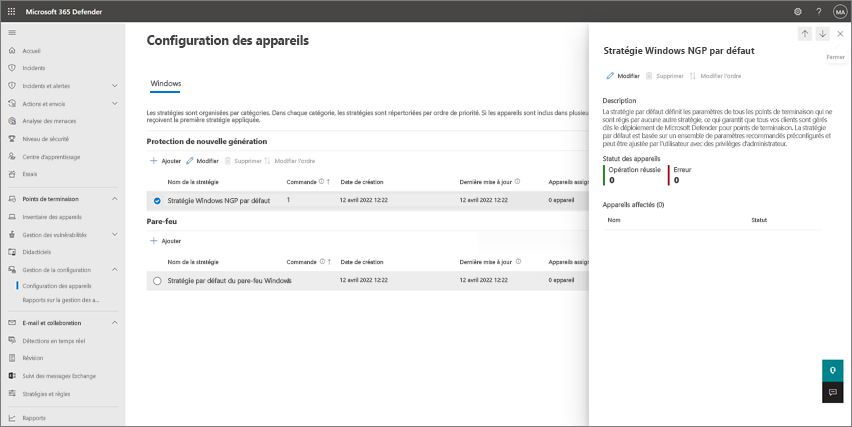 Microsoft 365 Defender
?
MA
Accueil
Incidents
Incidents et alertes
Actions et envois
Analyse des menaces
Niveau de sécurité
Centre d'apprentissage
Essais
Points de terminaison
Inventaire des appareils
Gestion des vulnérabilités
Didacticiels
Gestion de la configuration
Configuration des appareils
Rapports sur la gestion des a...
E-mail et collaboration
Détections en temps réel
Révision
Suivi des messages Exchange
Stratégies et règles
Rapports
Configuration des appareils
Windows
Les stratégies sont organisées par catégories. Dans chaque catégorie, les stratégies sont répertoriées par ordre de priorité. Si les appareils sont inclus dans plusieu
reçoivent la première stratégie appliquée.
Protection de nouvelle génération
Ajouter Modifier Supprimer Modifier l'ordre
Nom de la stratégie Commande Date de création Dernière mise à jour Appareils assign
Stratégie Windows NGP par défaut 1 12 avril 2022 12:22 12 avril 2022 12:22 0 appareil
Pare-feu
Ajouter
Nom de la stratégie Commande Date de création Dernière mise à jour Appareils assign
Stratégie par défaut du pare-feu Windows 12 avril 2022 12:22 12 avril 2022 12:22 0 appareil
Fermer
Stratégie Windows NGP par défaut
Modifier Supprimer Modifier l'ordre
Description
La stratégie par défaut définit les paramètres de tous les points de terminaison qui ne
sont régis par aucune autre stratégie, ce qui garantit que tous vos clients sont gérés
dès le déploiement de Microsoft Defender pour points de terminaison. La stratégie
par défaut est basée sur un ensemble de paramètres recommandés préconfigurés et
peut être ajustée par l'utilisateur avec des privilèges d'administrateur.
Statut des appareils
Opération réussie Erreur
0 0
Appareils affectés (0)
Nom Statut